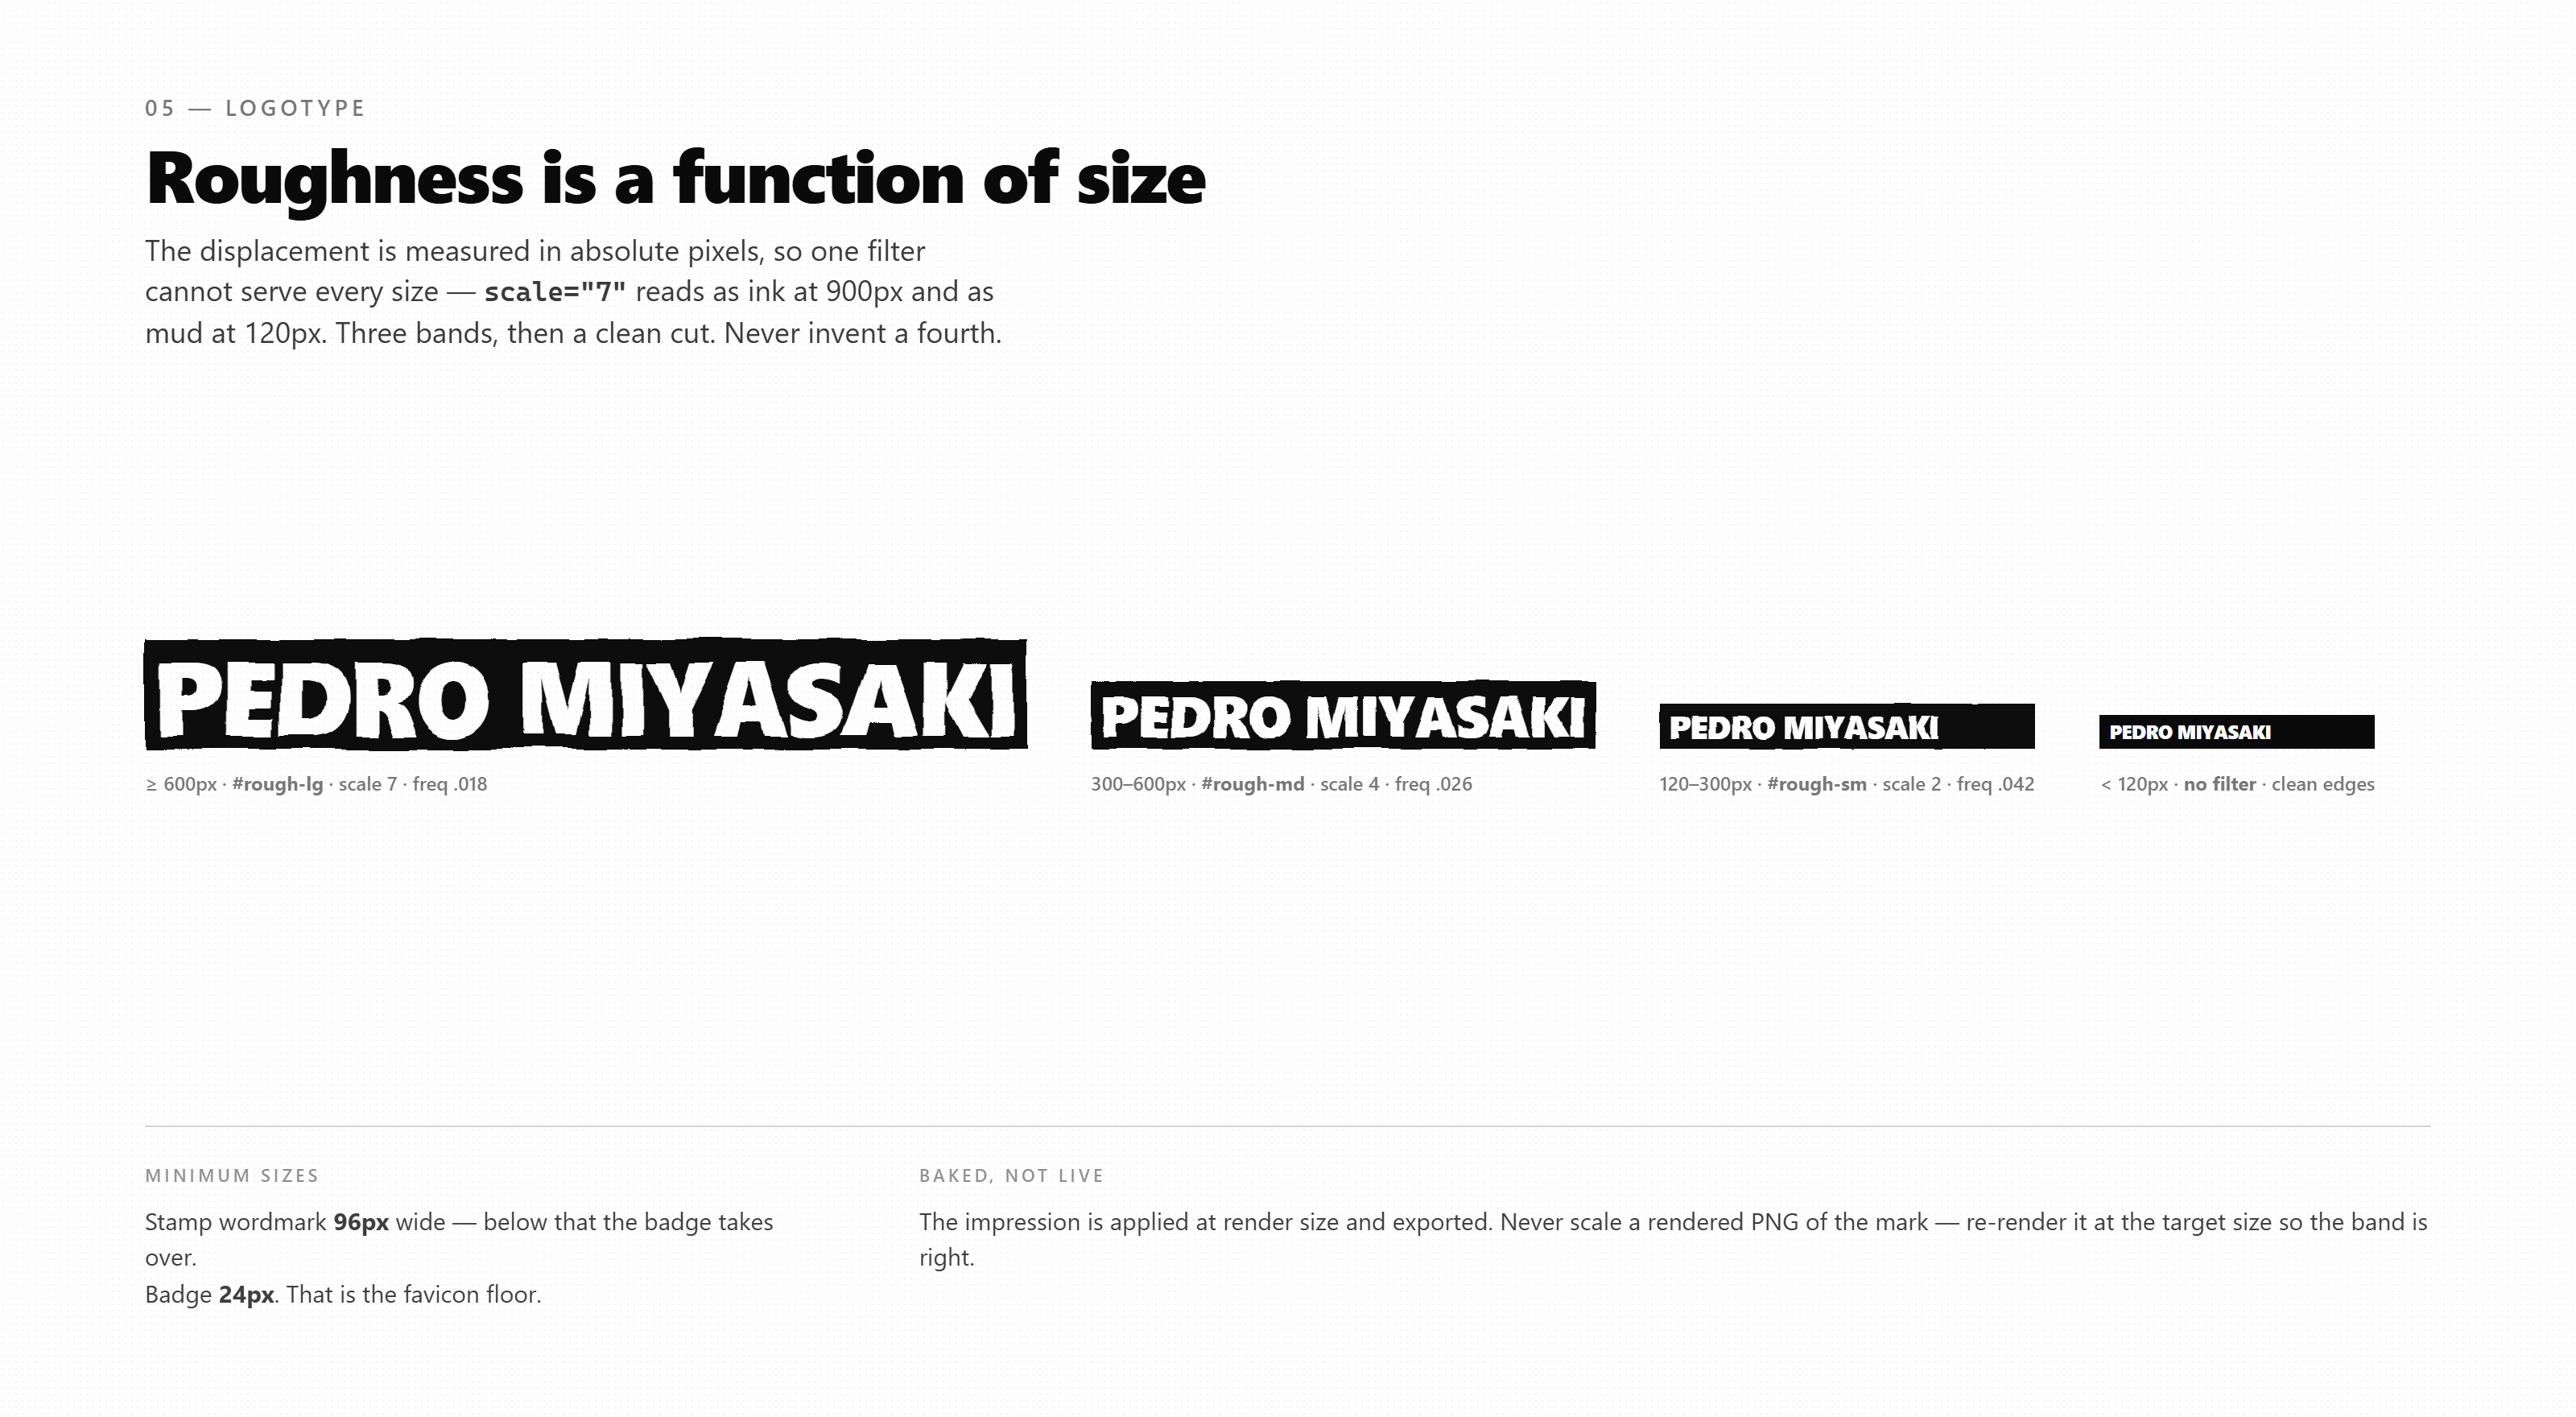 05 — LOGOTYPE
Roughness is a function of size
The displacement is measured in absolute pixels, so one filter
cannot serve every size — scale="7" reads as ink at 900px and as
mud at 120px. Three bands, then a clean cut. Never invent a fourth.
PEDRO MIYASAKI
≥ 600px · #rough-lg · scale 7 · freq .018
PEDRO MIYASAKI
300–600px · #rough-md · scale 4 · freq .026
PEDRO MIYASAKI
120–300px · #rough-sm · scale 2 · freq .042
PEDRO MIYASAKI
< 120px · no filter · clean edges
MINIMUM SIZES
Stamp wordmark 96px wide — below that the badge takes
over.
Badge 24px. That is the favicon floor.
BAKED, NOT LIVE
The impression is applied at render size and exported. Never scale a rendered PNG of the mark — re-render it at the target size so the band is
right.